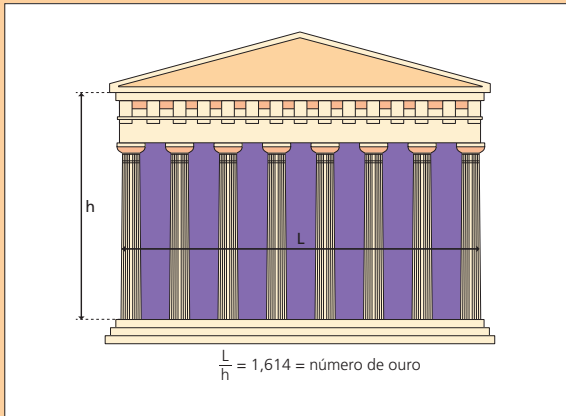 h
L
L/h = 1,614 = número de ouro